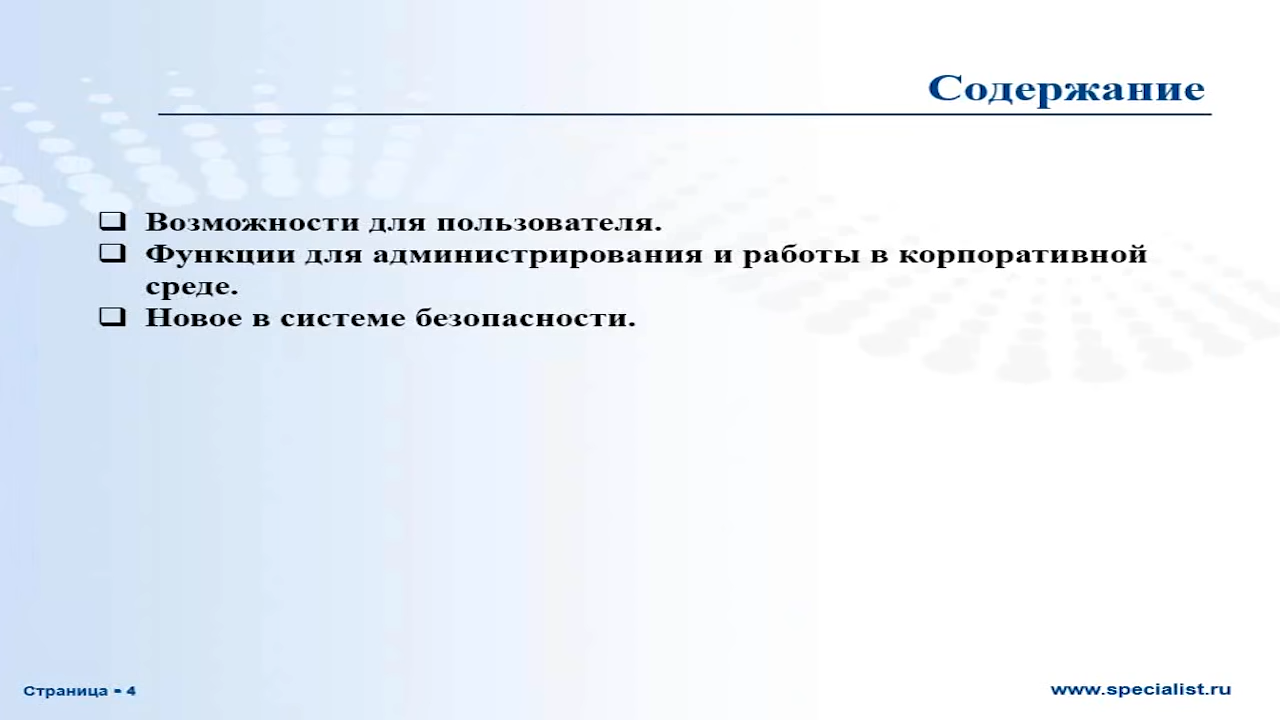 Содержание
❑ Возможности для пользователя.
❑ Функции для администрирования и работы в корпоративной
среде.
❑ Новое в системе безопасности.
Страница - 4
www.specialist.ru